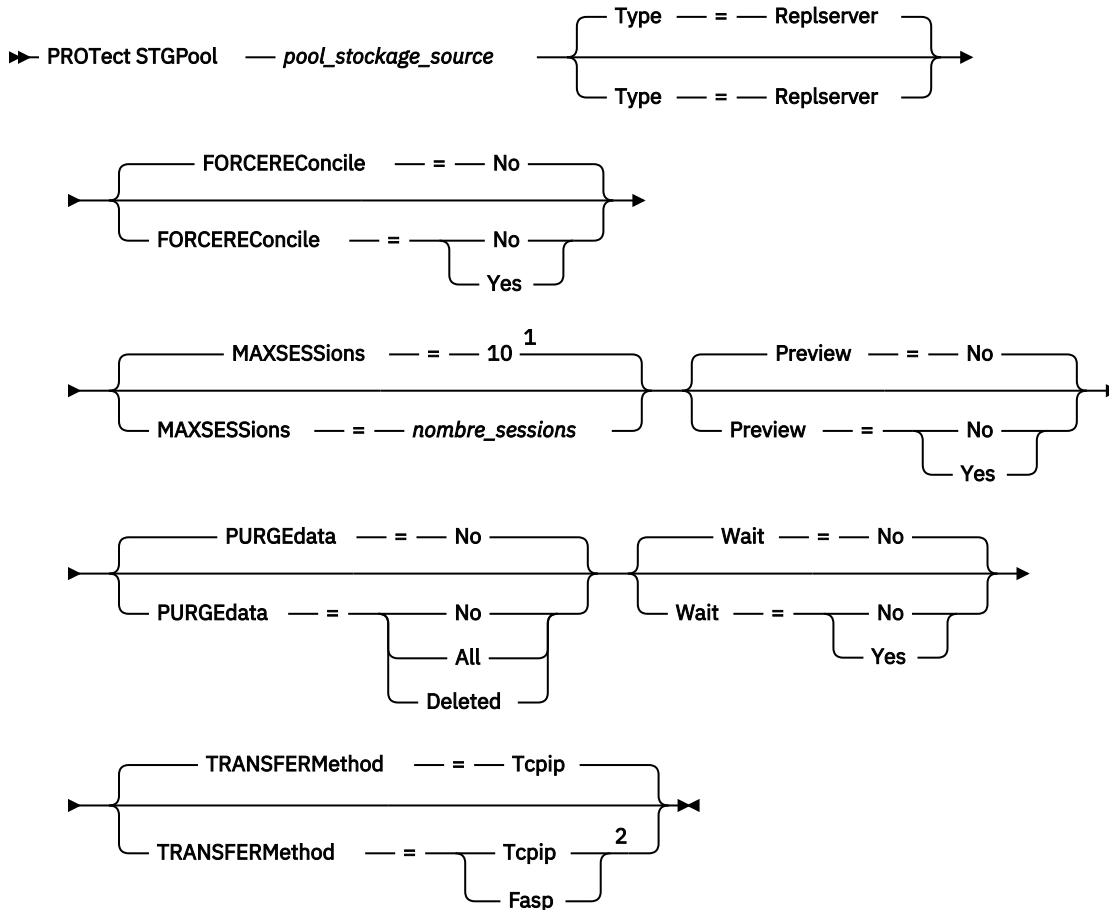 Type = Replserver
PROTect STGPool pool_stockage_source
Type = Replserver
FORCEREConcile = No
FORCEREConcile = No
Yes
MAXSESSions = 10 1
Preview = No
MAXSESSions = nombre_sessions
Preview = No
Yes
PURGEdata = No
Wait = No
PURGEdata = No
Wait = No
All
Yes
Deleted
TRANSFERMethod = Tcpip
TRANSFERMethod = Tcpip 2
Fasp